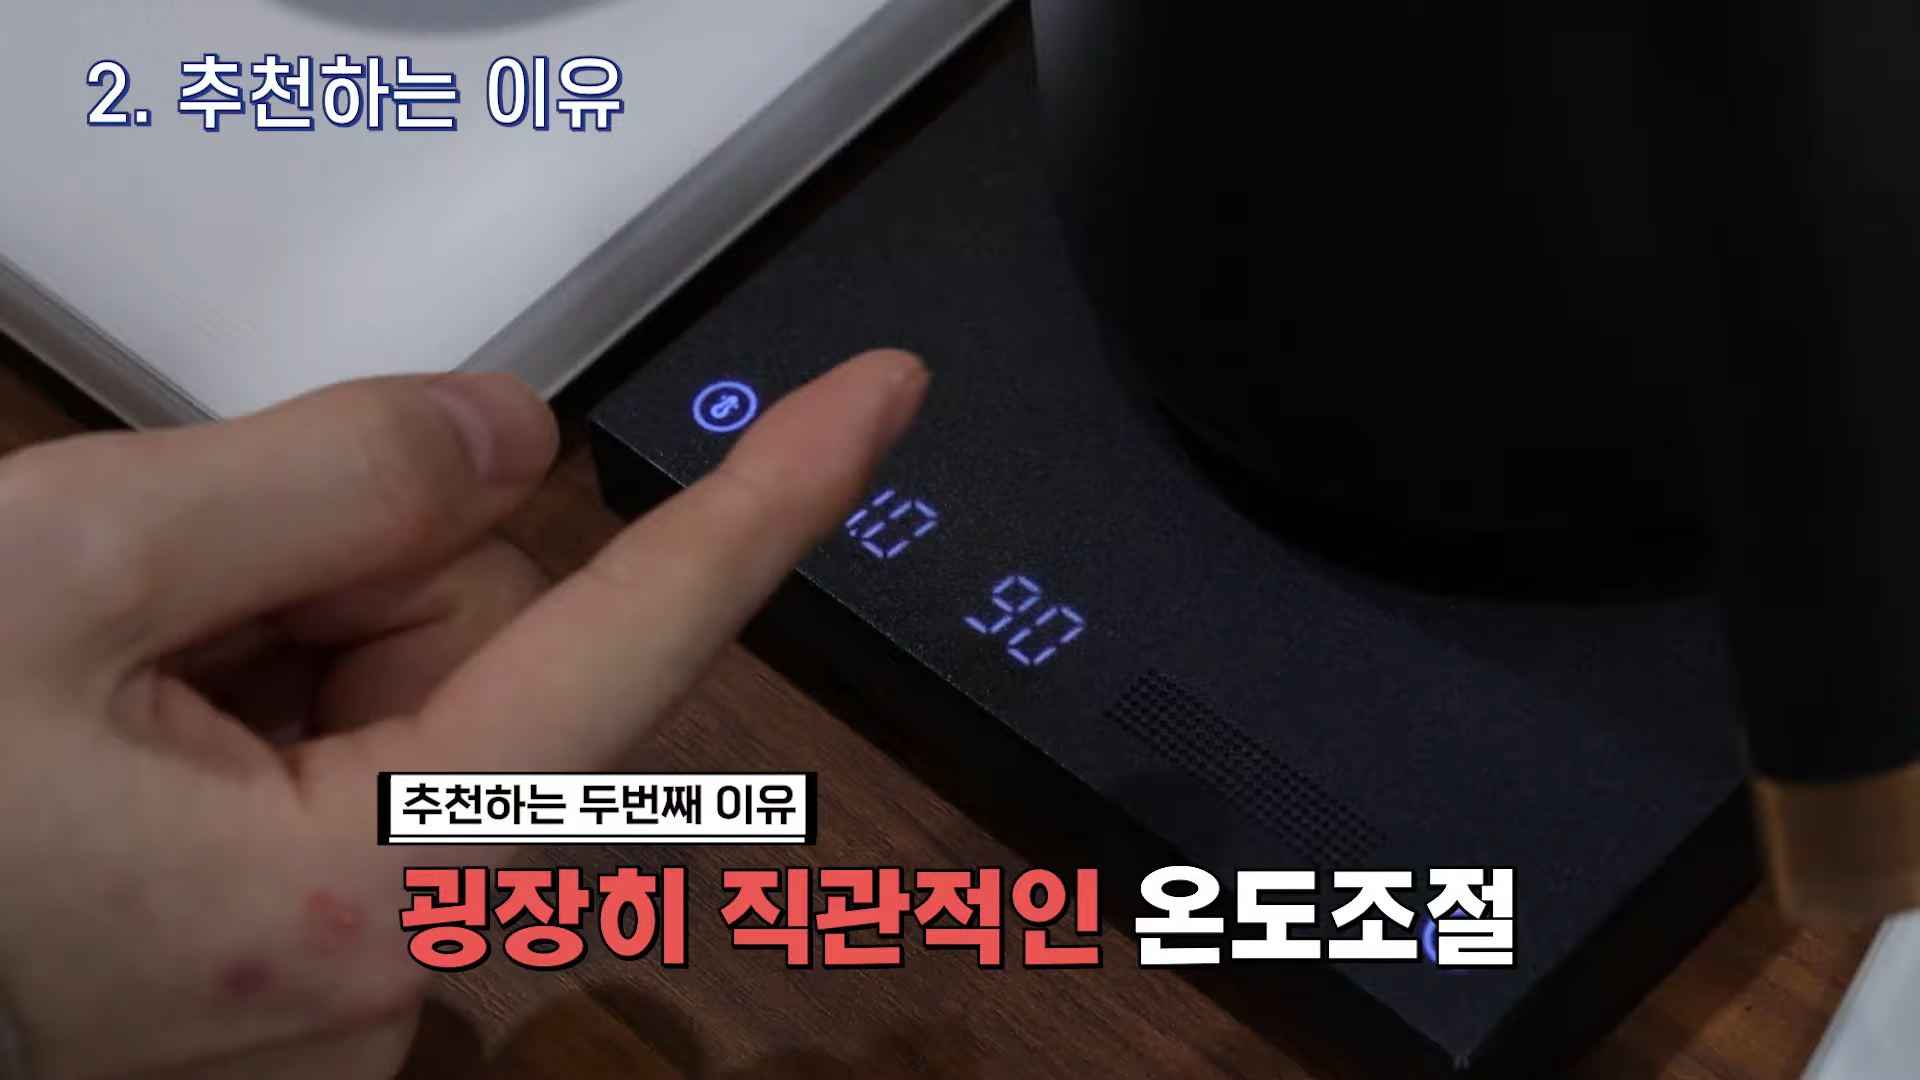 2. 추천하는 이유
90
추천하는 두번째 이유
굉장히 직관적인 온도조절